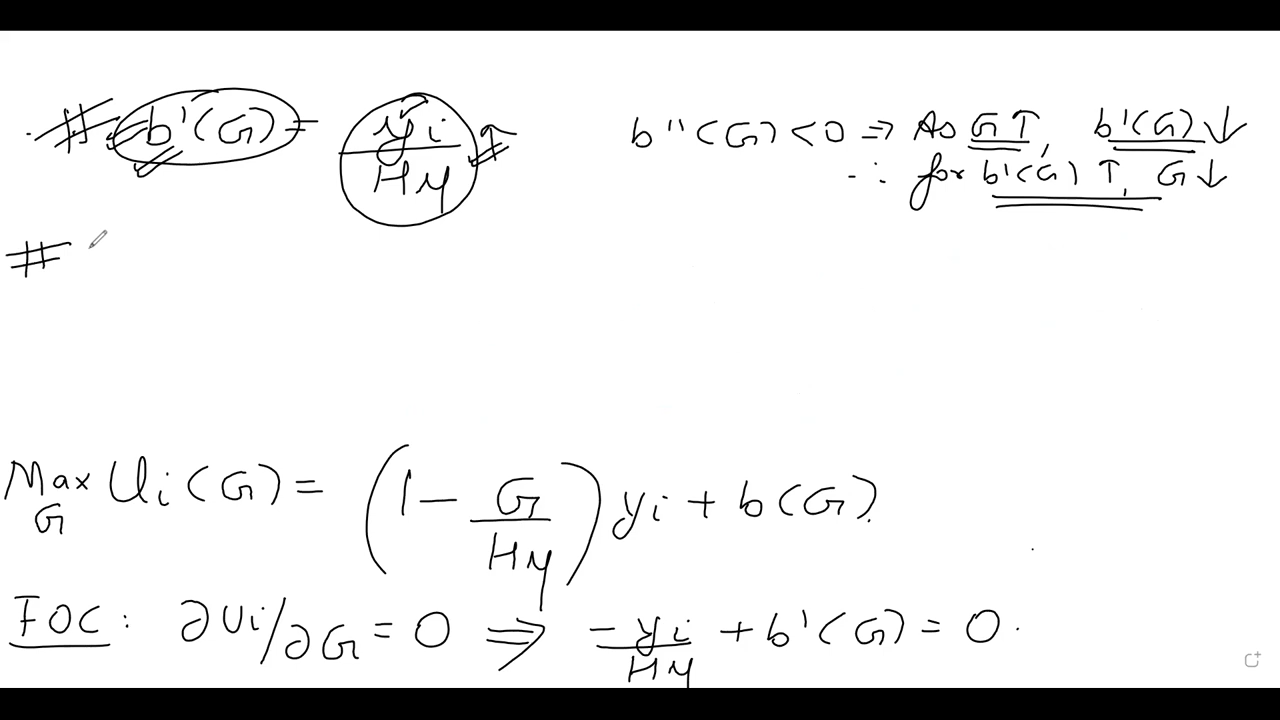 # b'(G) = yi/Hy ↑
b''(G) < 0 ⇒ As G↑, b'(G)↓
∴ for b'(G) ↑, G↓
#
Max Ui(G) = (1 − G/Hy) yi + b(G).
G
FOC : ∂Ui/∂G = 0 ⇒ −yi/Hy + b'(G) = 0.